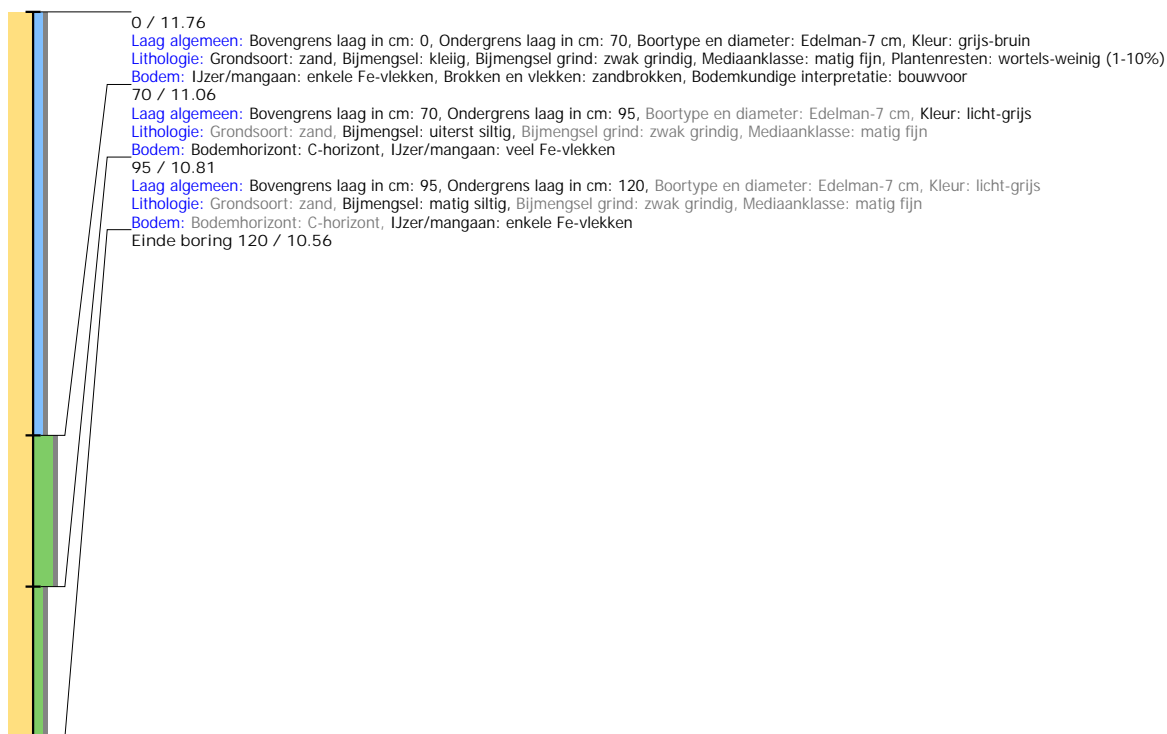 0 / 11.76
Laag algemeen: Bovengrens laag in cm: 0, Ondergrens laag in cm: 70, Boortype en diameter: Edelman-7 cm, Kleur: grijs-bruin
Lithologie: Grondsoort: zand, Bijmengsel: kleiig, Bijmengsel grind: zwak grindig, Mediaanklasse: matig fijn, Plantenresten: wortels-weinig (1-10%)
Bodem: IJzer/mangaan: enkele Fe-vlekken, Brokken en vlekken: zandbrokken, Bodemkundige interpretatie: bouwvoor
70 / 11.06
Laag algemeen: Bovengrens laag in cm: 70, Ondergrens laag in cm: 95, Boortype en diameter: Edelman-7 cm, Kleur: licht-grijs
Lithologie: Grondsoort: zand, Bijmengsel: uiterst siltig, Bijmengsel grind: zwak grindig, Mediaanklasse: matig fijn
Bodem: Bodemhorizont: C-horizont, IJzer/mangaan: veel Fe-vlekken
95 / 10.81
Laag algemeen: Bovengrens laag in cm: 95, Ondergrens laag in cm: 120, Boortype en diameter: Edelman-7 cm, Kleur: licht-grijs
Lithologie: Grondsoort: zand, Bijmengsel: matig siltig, Bijmengsel grind: zwak grindig, Mediaanklasse: matig fijn
Bodem: Bodemhorizont: C-horizont, IJzer/mangaan: enkele Fe-vlekken
Einde boring 120 / 10.56